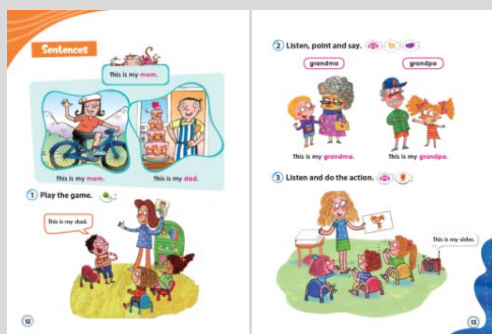 Sentences
This is my mom.
This is my mom.
This is my dad.
1 Play the game.
This is my dad.
12
2 Listen, point and say.
grandma
grandpa
This is my grandma.
This is my grandpa.
3 Listen and do the action.
This is my sister.
13